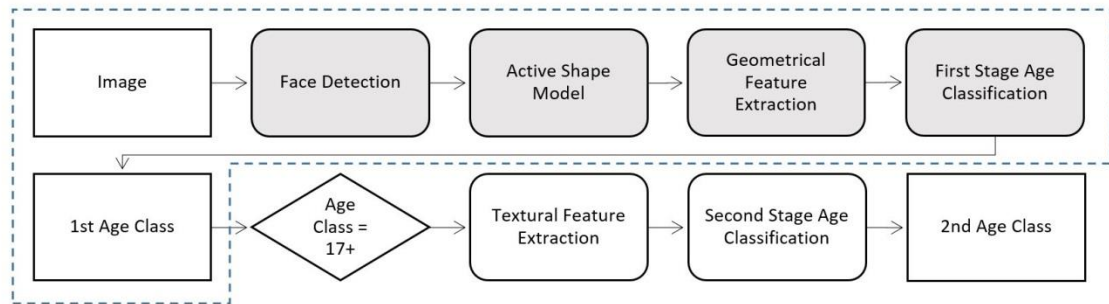 Image
Face Detection
Active Shape
Model
Geometrical
Feature
Extraction
First Stage Age
Classification
1st Age Class
Age
Class =
17+
Textural Feature
Extraction
Second Stage Age
Classification
2nd Age Class